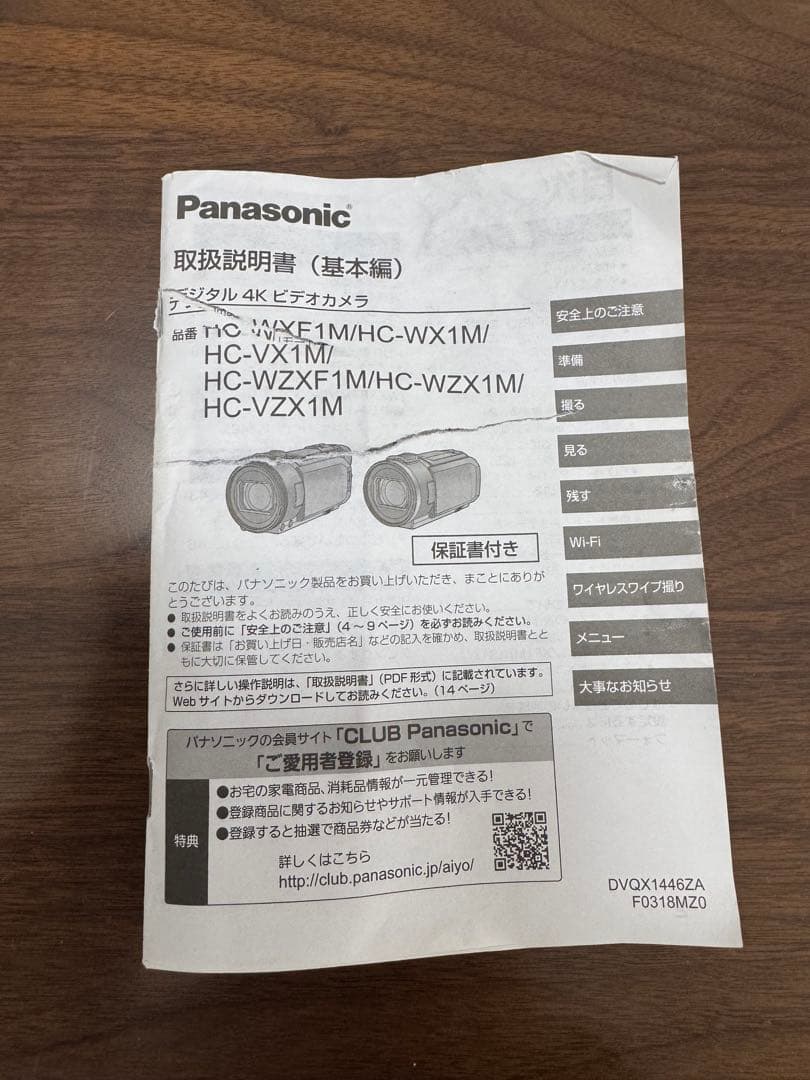 Panasonic®
取扱説明書（基本編）
デジタル 4K ビデオカメラ
品番 HC-WXF1M/HC-WX1M/
HC-VX1M/
HC-WZXF1M/HC-WZX1M/
HC-VZX1M
保証書付き
このたびは、パナソニック製品をお買い上げいただき、まことにありが
とうございます。
● 取扱説明書をよくお読みのうえ、正しく安全にお使いください。
● ご使用前に「安全上のご注意」（4～9ページ）を必ずお読みください。
● 保証書は「お買い上げ日・販売店名」などの記入を確かめ、取扱説明書とと
もに大切に保管してください。
さらに詳しい操作説明は、「取扱説明書」（PDF 形式）に記載されています。
Web サイトからダウンロードしてお読みください。（14 ページ）
パナソニックの会員サイト「CLUB Panasonic」で
「ご愛用者登録」をお願いします
特典
●お宅の家電商品、消耗品情報が一元管理できる!
●登録商品に関するお知らせやサポート情報が入手できる!
●登録すると抽選で商品券などが当たる!
詳しくはこちら
http://club.panasonic.jp/aiyo/
安全上のご注意
準備
撮る
見る
残す
Wi-Fi
ワイヤレスワイプ撮り
メニュー
大事なお知らせ
DVQX1446ZA
F0318MZ0